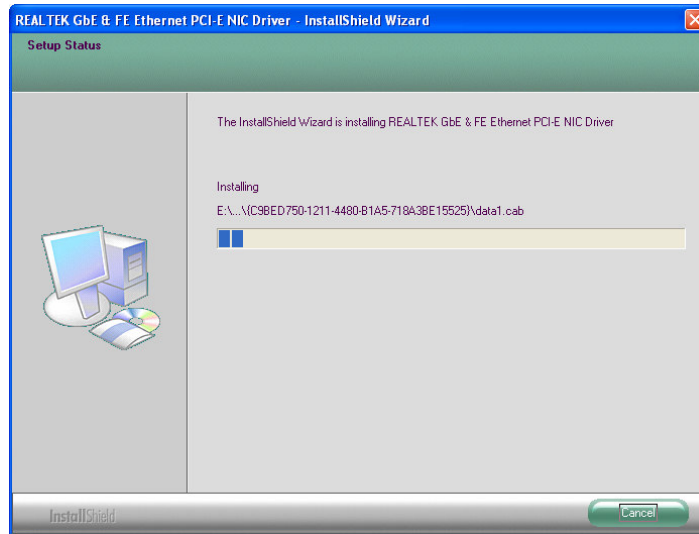 REALTEK GbE & FE Ethernet PCI-E NIC Driver - InstallShield Wizard
Setup Status
The InstallShield Wizard is installing REALTEK GbE & FE Ethernet PCI-E NIC Driver
Installing
E:\...\{C9BED750-1211-4480-B1A5-718A3BE15525}\data1.cab
InstallShield
Cancel